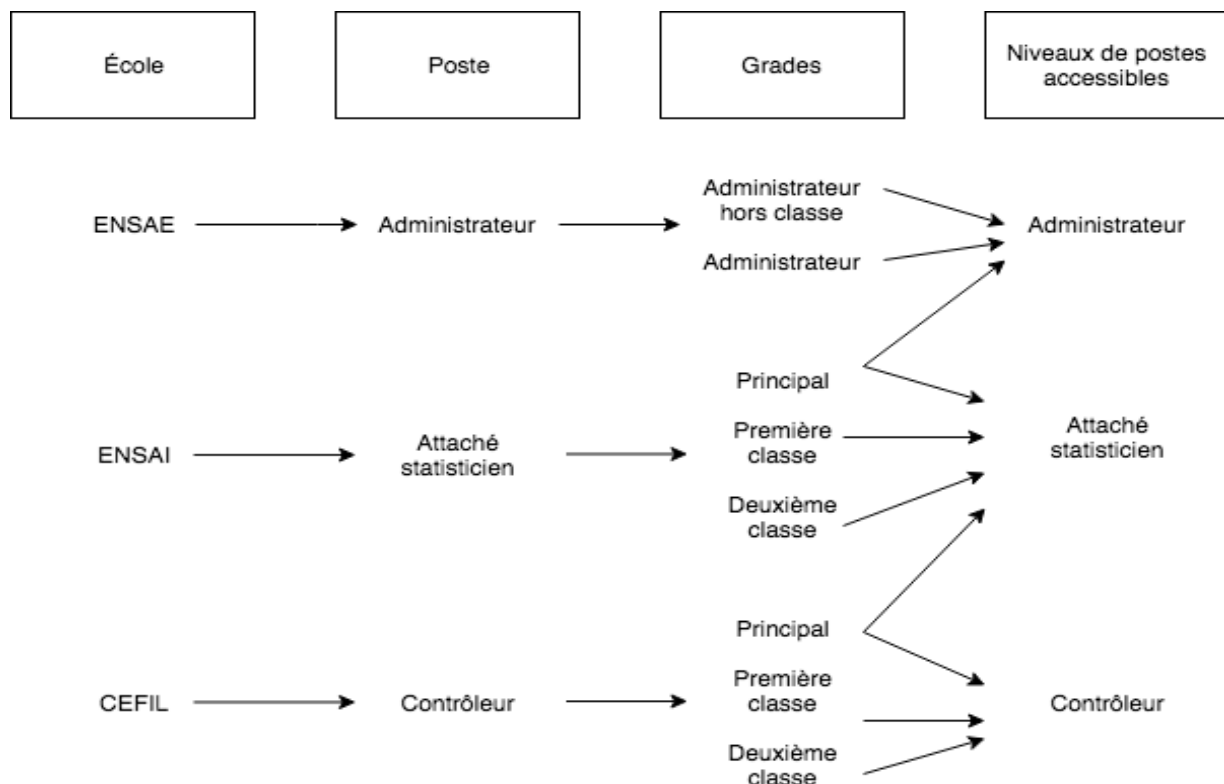 École
Poste
Grades
Niveaux de postes
accessibles
ENSAE
Administrateur
Administrateur
hors classe
Administrateur
Administrateur
ENSAI
Attaché
statisticien
Principal
Première
classe
Deuxième
classe
Attaché
statisticien
CEFIL
Contrôleur
Principal
Première
classe
Deuxième
classe
Contrôleur